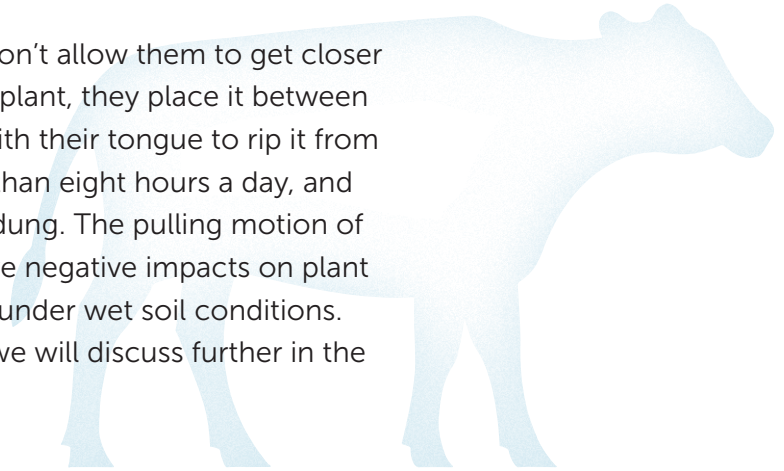 on’t allow them to get closer
plant, they place it between
ith their tongue to rip it from
than eight hours a day, and
dung. The pulling motion of
e negative impacts on plant
under wet soil conditions.
we will discuss further in the